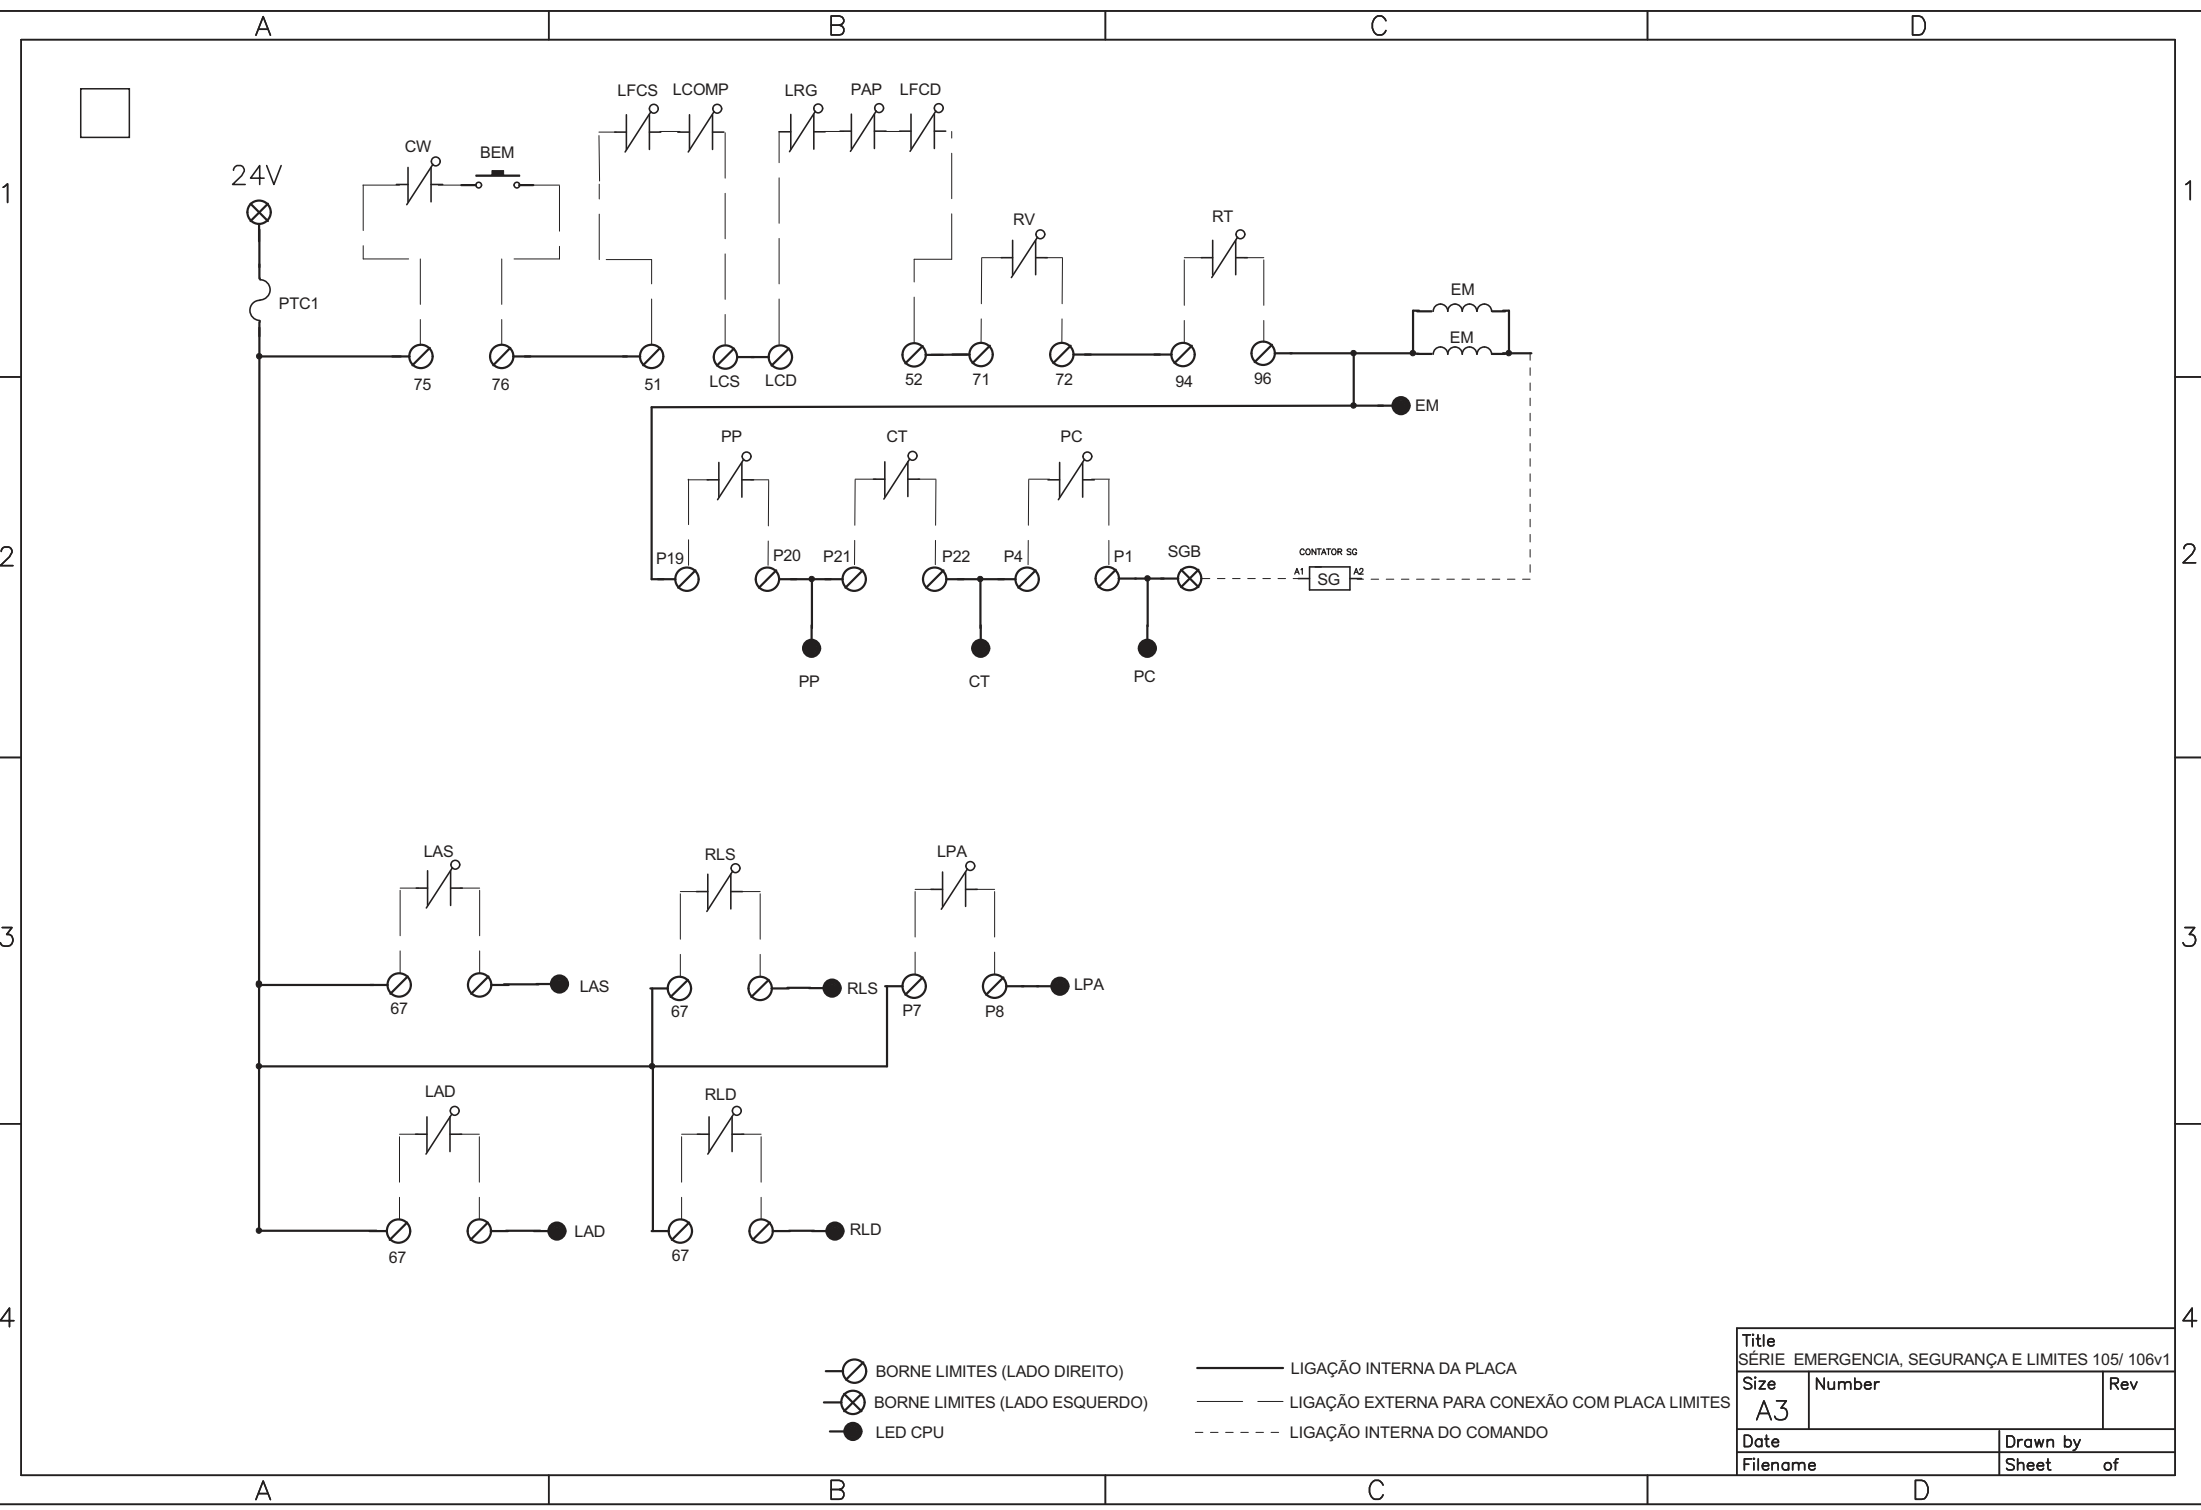 A B C D
LFCS LCOMP LRG PAP LFCD
CW BEM
24V
1 1
RV RT
PTC1
EM
EM
75 76 51 LCS LCD 52 71 72 94 96
EM
PP CT PC
P19 P20 P21 P22 P4 P1 SGB
CONTATOR SG
A1 SG A2
2 2
PP CT PC
LAS RLS LPA
3 3
LAS RLS LPA
67 67 P7 P8
LAD RLD
LAD RLD
67 67
4 4
BORNE LIMITES (LADO DIREITO)
BORNE LIMITES (LADO ESQUERDO)
LED CPU
LIGAÇÃO INTERNA DA PLACA
LIGAÇÃO EXTERNA PARA CONEXÃO COM PLACA LIMITES
LIGAÇÃO INTERNA DO COMANDO
Title
SÉRIE EMERGENCIA, SEGURANÇA E LIMITES 105/ 106v1
Size Number Rev
A3
Date Drawn by
Filename Sheet of
A B C D